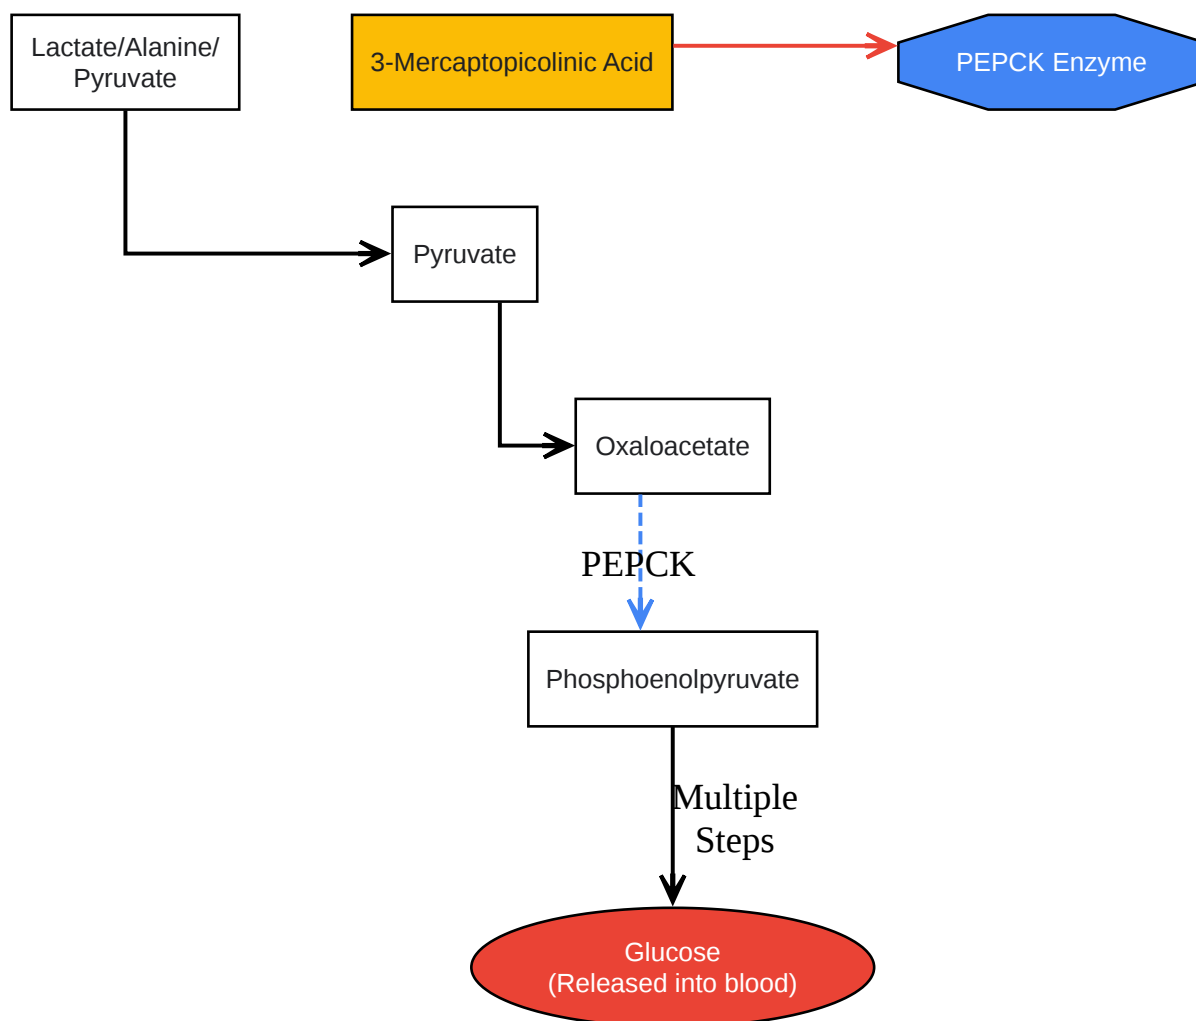 Lactate/Alanine/
Pyruvate
3-Mercaptopicolinic Acid
PEPCK Enzyme
Pyruvate
Oxaloacetate
PEPCK
Phosphoenolpyruvate
Multiple
Steps
Glucose
(Released into blood)